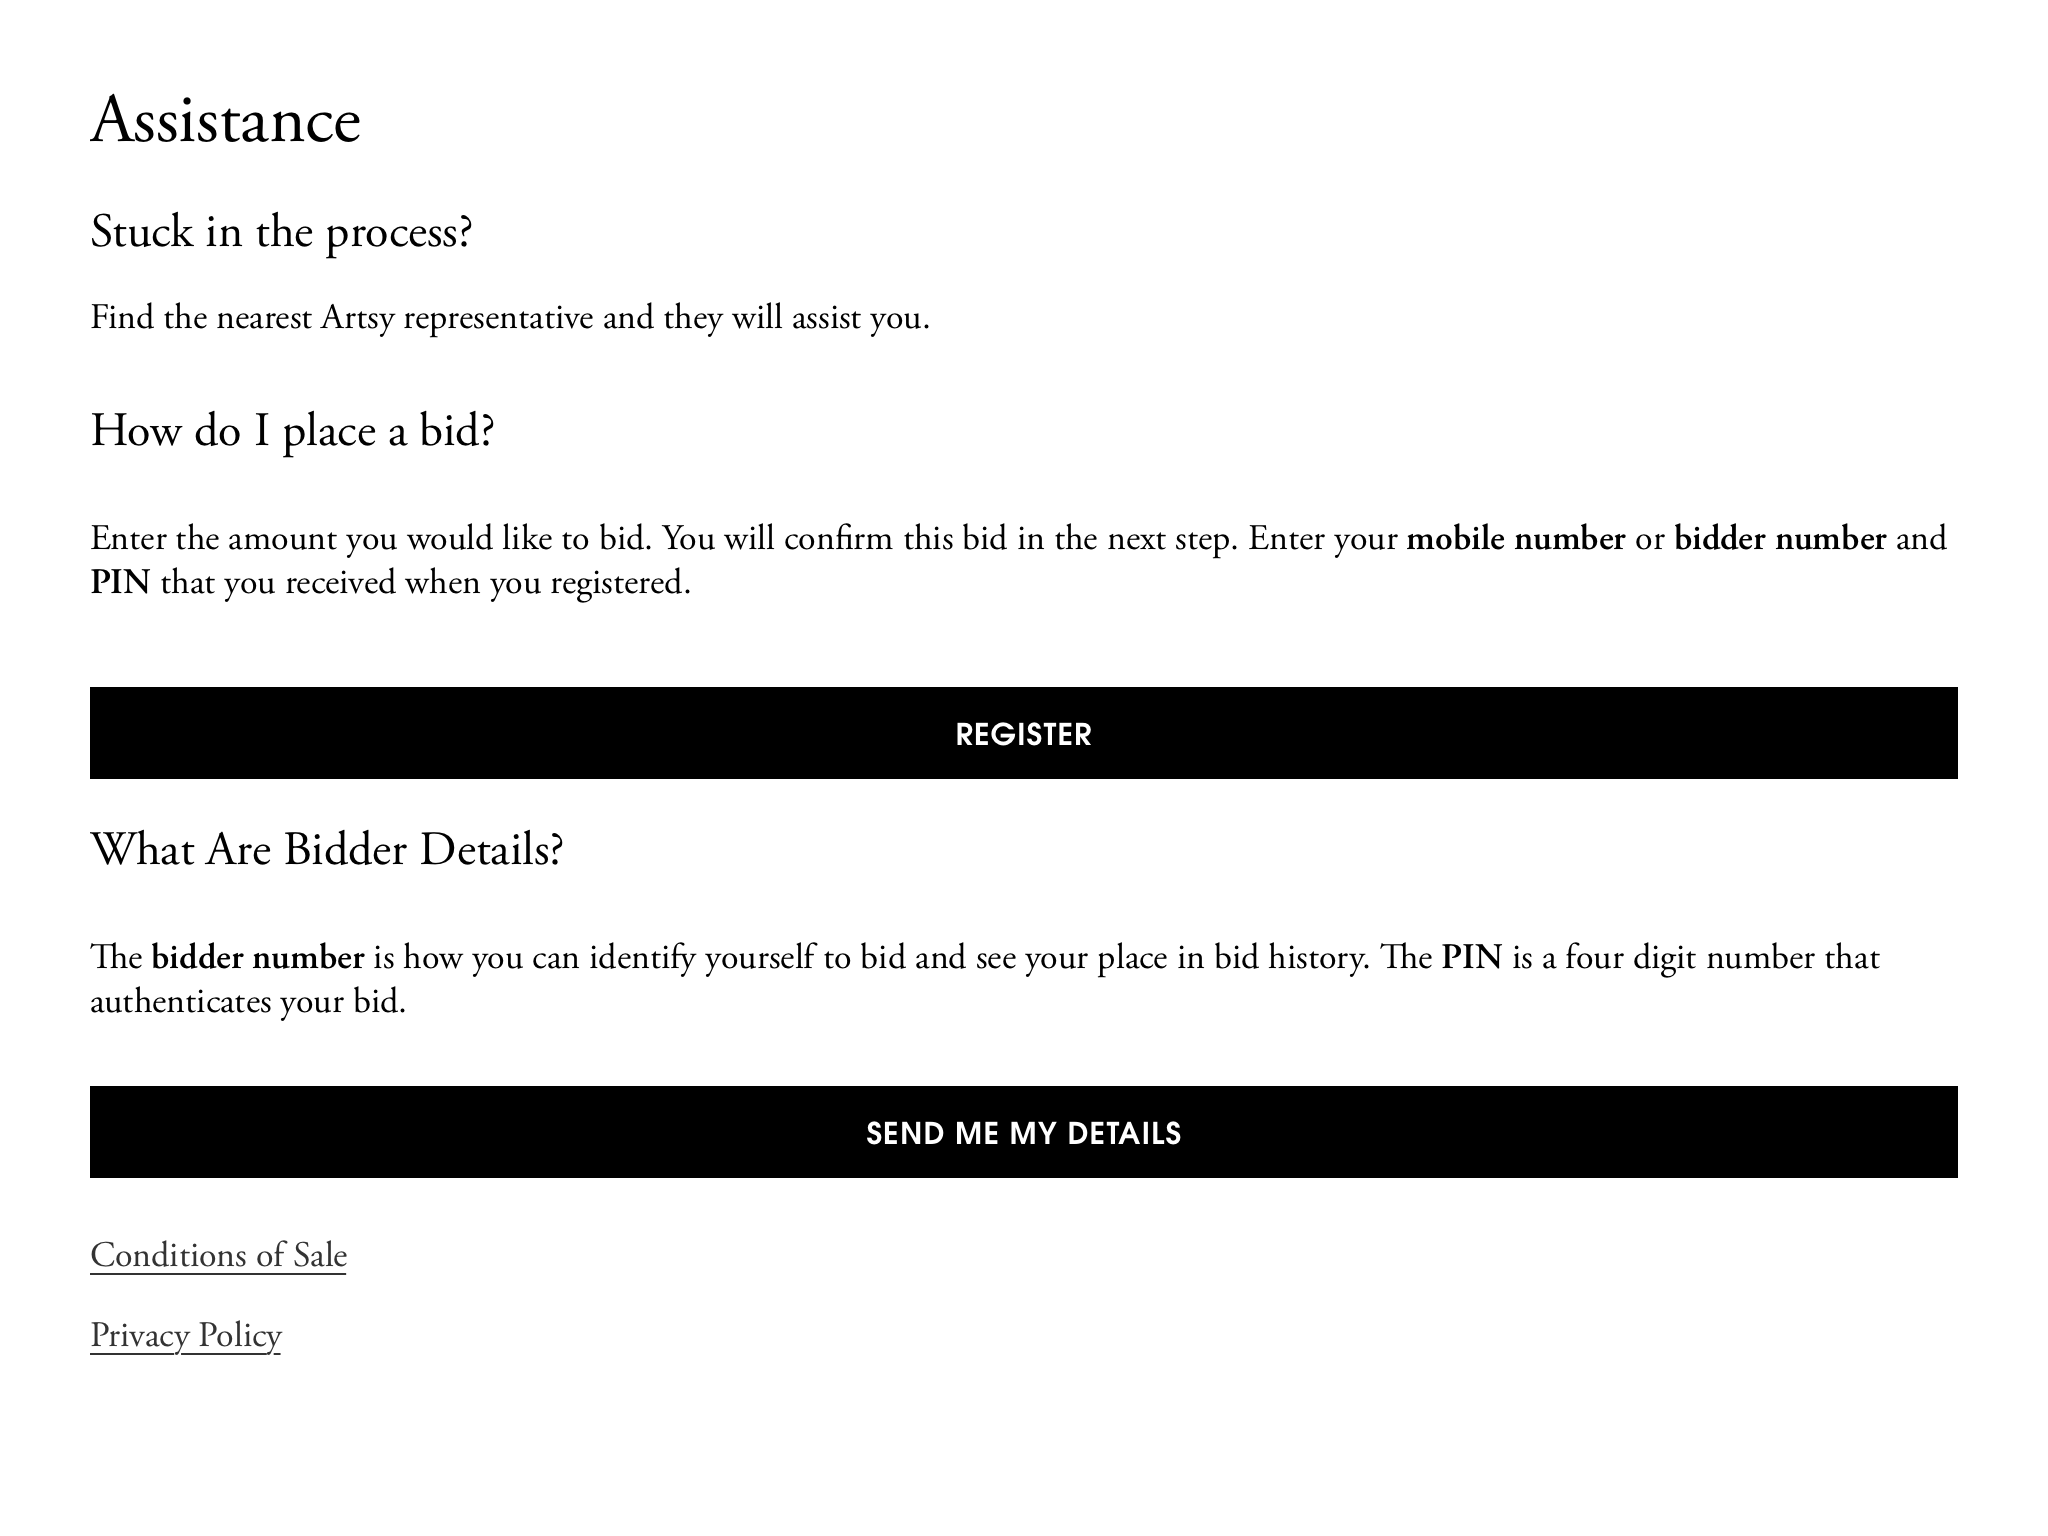 Assistance
Stuck in the process?
Find the nearest Artsy representative and they will assist you.
How do I place a bid?
Enter the amount you would like to bid. You will confirm this bid in the next step. Enter your mobile number or bidder number and
PIN that you received when you registered.
REGISTER
What Are Bidder Details?
The bidder number is how you can identify yourself to bid and see your place in bid history. The PIN is a four digit number that
authenticates your bid.
SEND ME MY DETAILS
Conditions of Sale
Privacy Policy